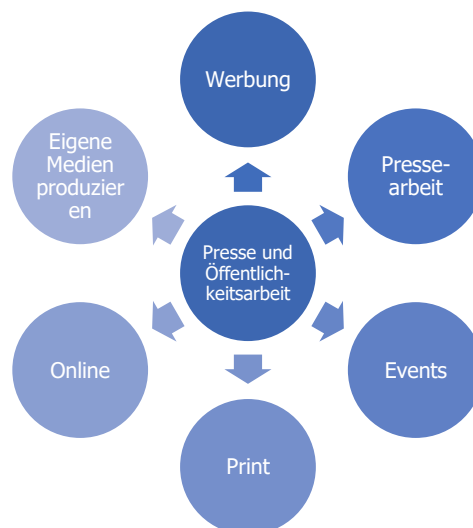 Werbung
Presse-
arbeit
Events
Print
Online
Eigene
Medien
produzier
en
Presse und
Öffentlich-
keitsarbeit